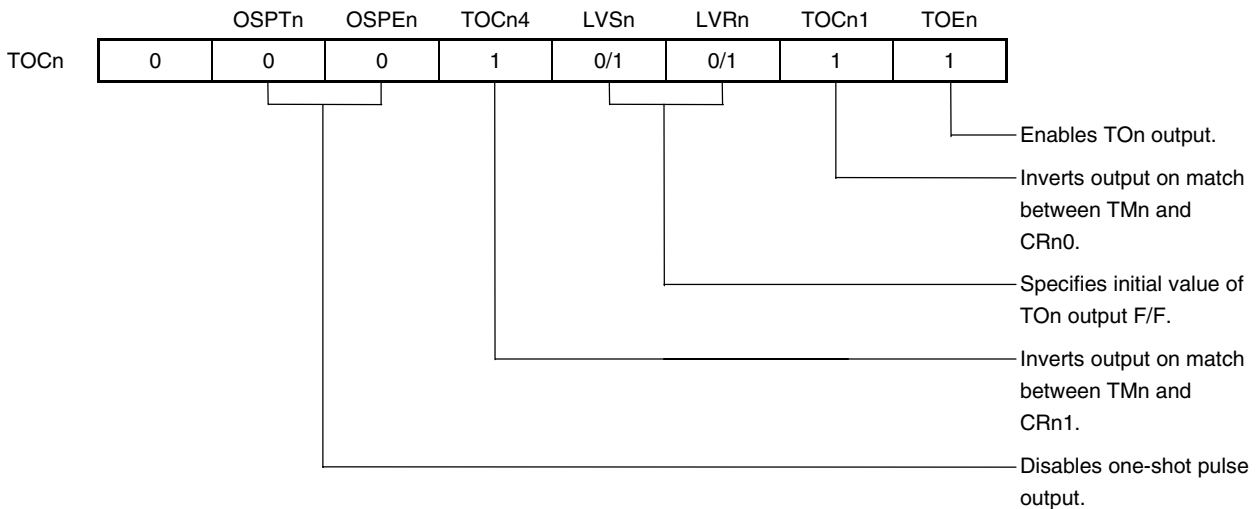 OSPTn OSPEn TOCn4 LVSn LVRn TOCn1 TOEn
TOCn 0 0 0 1 0/1 0/1 1 1
Enables TOn output.
Inverts output on match
between TMn and
CRn0.
Specifies initial value of
TOn output F/F.
Inverts output on match
between TMn and
CRn1.
Disables one-shot pulse
output.